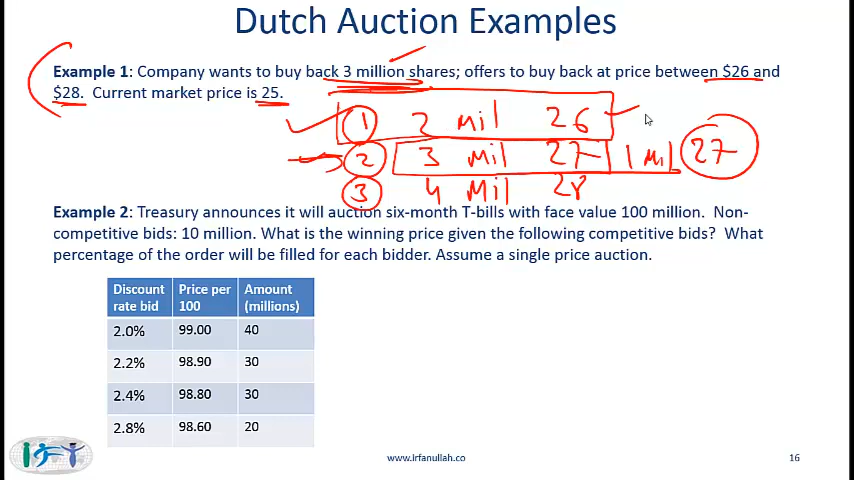 Dutch Auction Examples
Example 1: Company wants to buy back 3 million shares; offers to buy back at price between $26 and
$28. Current market price is 25.
1 2 mil 26
2 3 mil 27 1 mil 27
3 4 Mil 28
Example 2: Treasury announces it will auction six-month T-bills with face value 100 million. Non-
competitive bids: 10 million. What is the winning price given the following competitive bids? What
percentage of the order will be filled for each bidder. Assume a single price auction.
Discount rate bid Price per 100 Amount (millions)
2.0% 99.00 40
2.2% 98.90 30
2.4% 98.80 30
2.8% 98.60 20
www.irfanullah.co 16